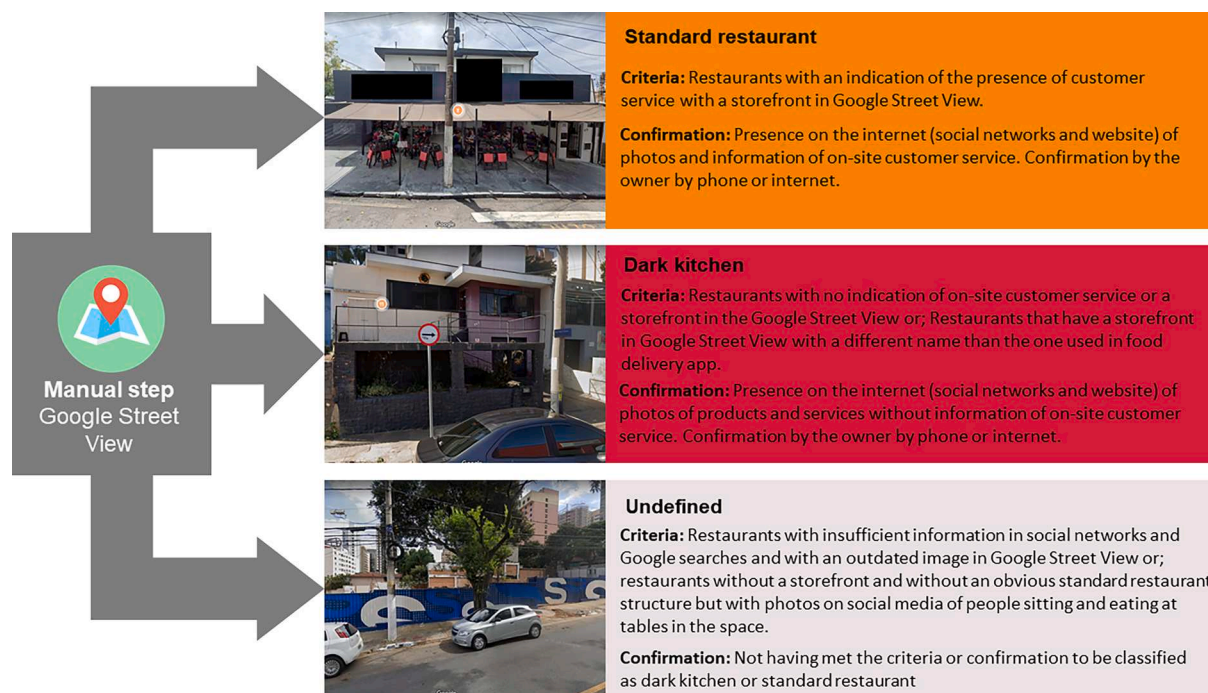 Manual step
Google Street
View
Standard restaurant
Criteria: Restaurants with an indication of the presence of customer
service with a storefront in Google Street View.
Confirmation: Presence on the internet (social networks and website) of
photos and information of on-site customer service. Confirmation by the
owner by phone or internet.
Google
Dark kitchen
Criteria: Restaurants with no indication of on-site customer service or a
storefront in the Google Street View or; Restaurants that have a storefront
in Google Street View with a different name than the one used in food
delivery app.
Confirmation: Presence on the internet (social networks and website) of
photos of products and services without information of on-site customer
service. Confirmation by the owner by phone or internet.
Google
Undefined
Criteria: Restaurants with insufficient information in social networks and
Google searches and with an outdated image in Google Street View or;
restaurants without a storefront and without an obvious standard restaurant
structure but with photos on social media of people sitting and eating at
tables in the space.
Confirmation: Not having met the criteria or confirmation to be classified
as dark kitchen or standard restaurant